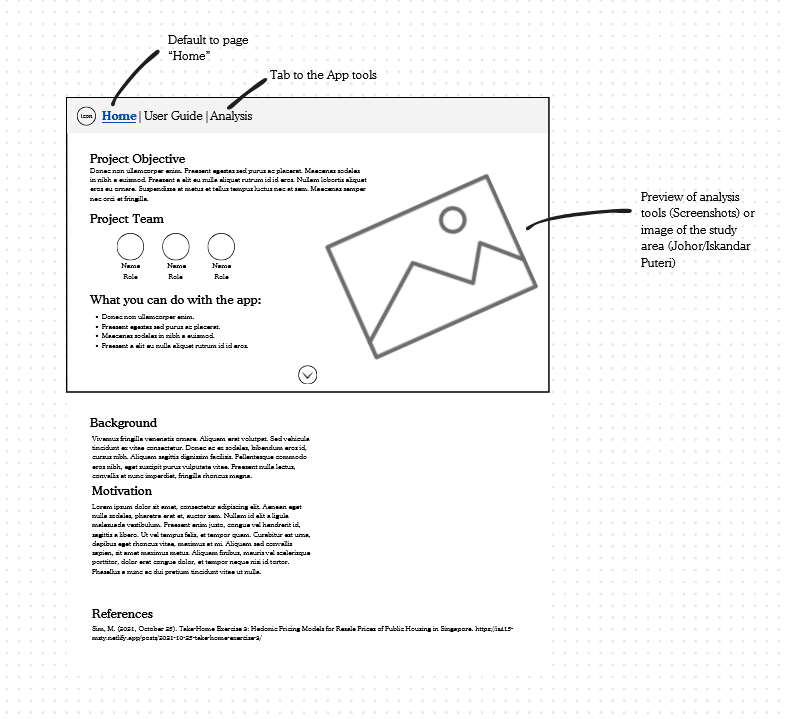 Default to page
“Home”
Tab to the App tools
icon
Home | User Guide | Analysis
Project Objective
Donec non ullamcorper enim. Praesent egestas sed purus ac placerat. Maecenas sodales
in nibh a euismod. Praesent a elit eu nulla aliquet rutrum id id eros. Nullam lobortis aliquet
eros eu ornare. Suspendisse at metus et tellus tempus luctus nec at sem. Maecenas semper
nec orci et fringilla.
Project Team
Name Name Name
Role Role Role
What you can do with the app:
• Donec non ullamcorper enim.
• Praesent egestas sed purus ac placerat.
• Maecenas sodales in nibh a euismod.
• Praesent a elit eu nulla aliquet rutrum id id eros.
Preview of analysis
tools (Screenshots) or
image of the study
area (Johor/Iskandar
Puteri)
Background
Vivamus fringilla venenatis ornare. Aliquam erat volutpat. Sed vehicula
tincidunt ex vitae consectetur. Donec ac ex sodales, bibendum eros id,
cursus nibh. Aliquam sagittis dignissim facilisis. Pellentesque commodo
eros nibh, eget suscipit purus vulputate vitae. Praesent nulla lectus,
convallis at nunc imperdiet, fringilla rhoncus magna.
Motivation
Lorem ipsum dolor sit amet, consectetur adipiscing elit. Aenean eget
nulla sodales, pharetra erat et, auctor sem. Nullam id elit a ligula
malesuada vestibulum. Praesent enim justo, congue vel hendrerit id,
sagittis a libero. Ut vel tempus felis, et tempor quam. Curabitur est urna,
dapibus eget rhoncus vitae, maximus at mi. Aliquam sed convallis
sapien, sit amet maximus metus. Aliquam finibus, mauris vel scelerisque
porttitor, dolor erat congue dolor, et tempor neque nisi id tortor.
Phasellus a nunc ac dui pretium tincidunt vitae ut nulla.
References
Sim, M. (2021, October 25). Take-Home Exercise 3: Hedonic Pricing Models for Resale Prices of Public Housing in Singapore. https://is415-
msty.netlify.app/posts/2021-10-25-take-home-exercise-3/